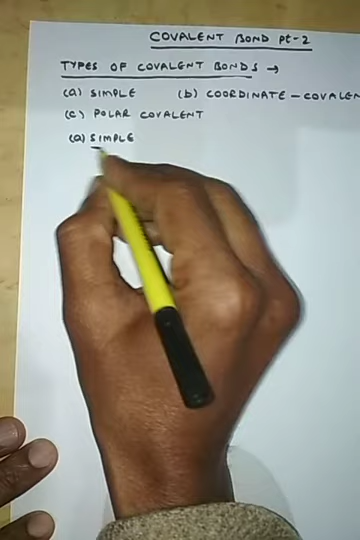 COVALENT BOND Pt-2
TYPES OF COVALENT BONDS →
(a) SIMPLE (b) COORDINATE - COVALEN
(c) POLAR COVALENT
(a) SIMPLE